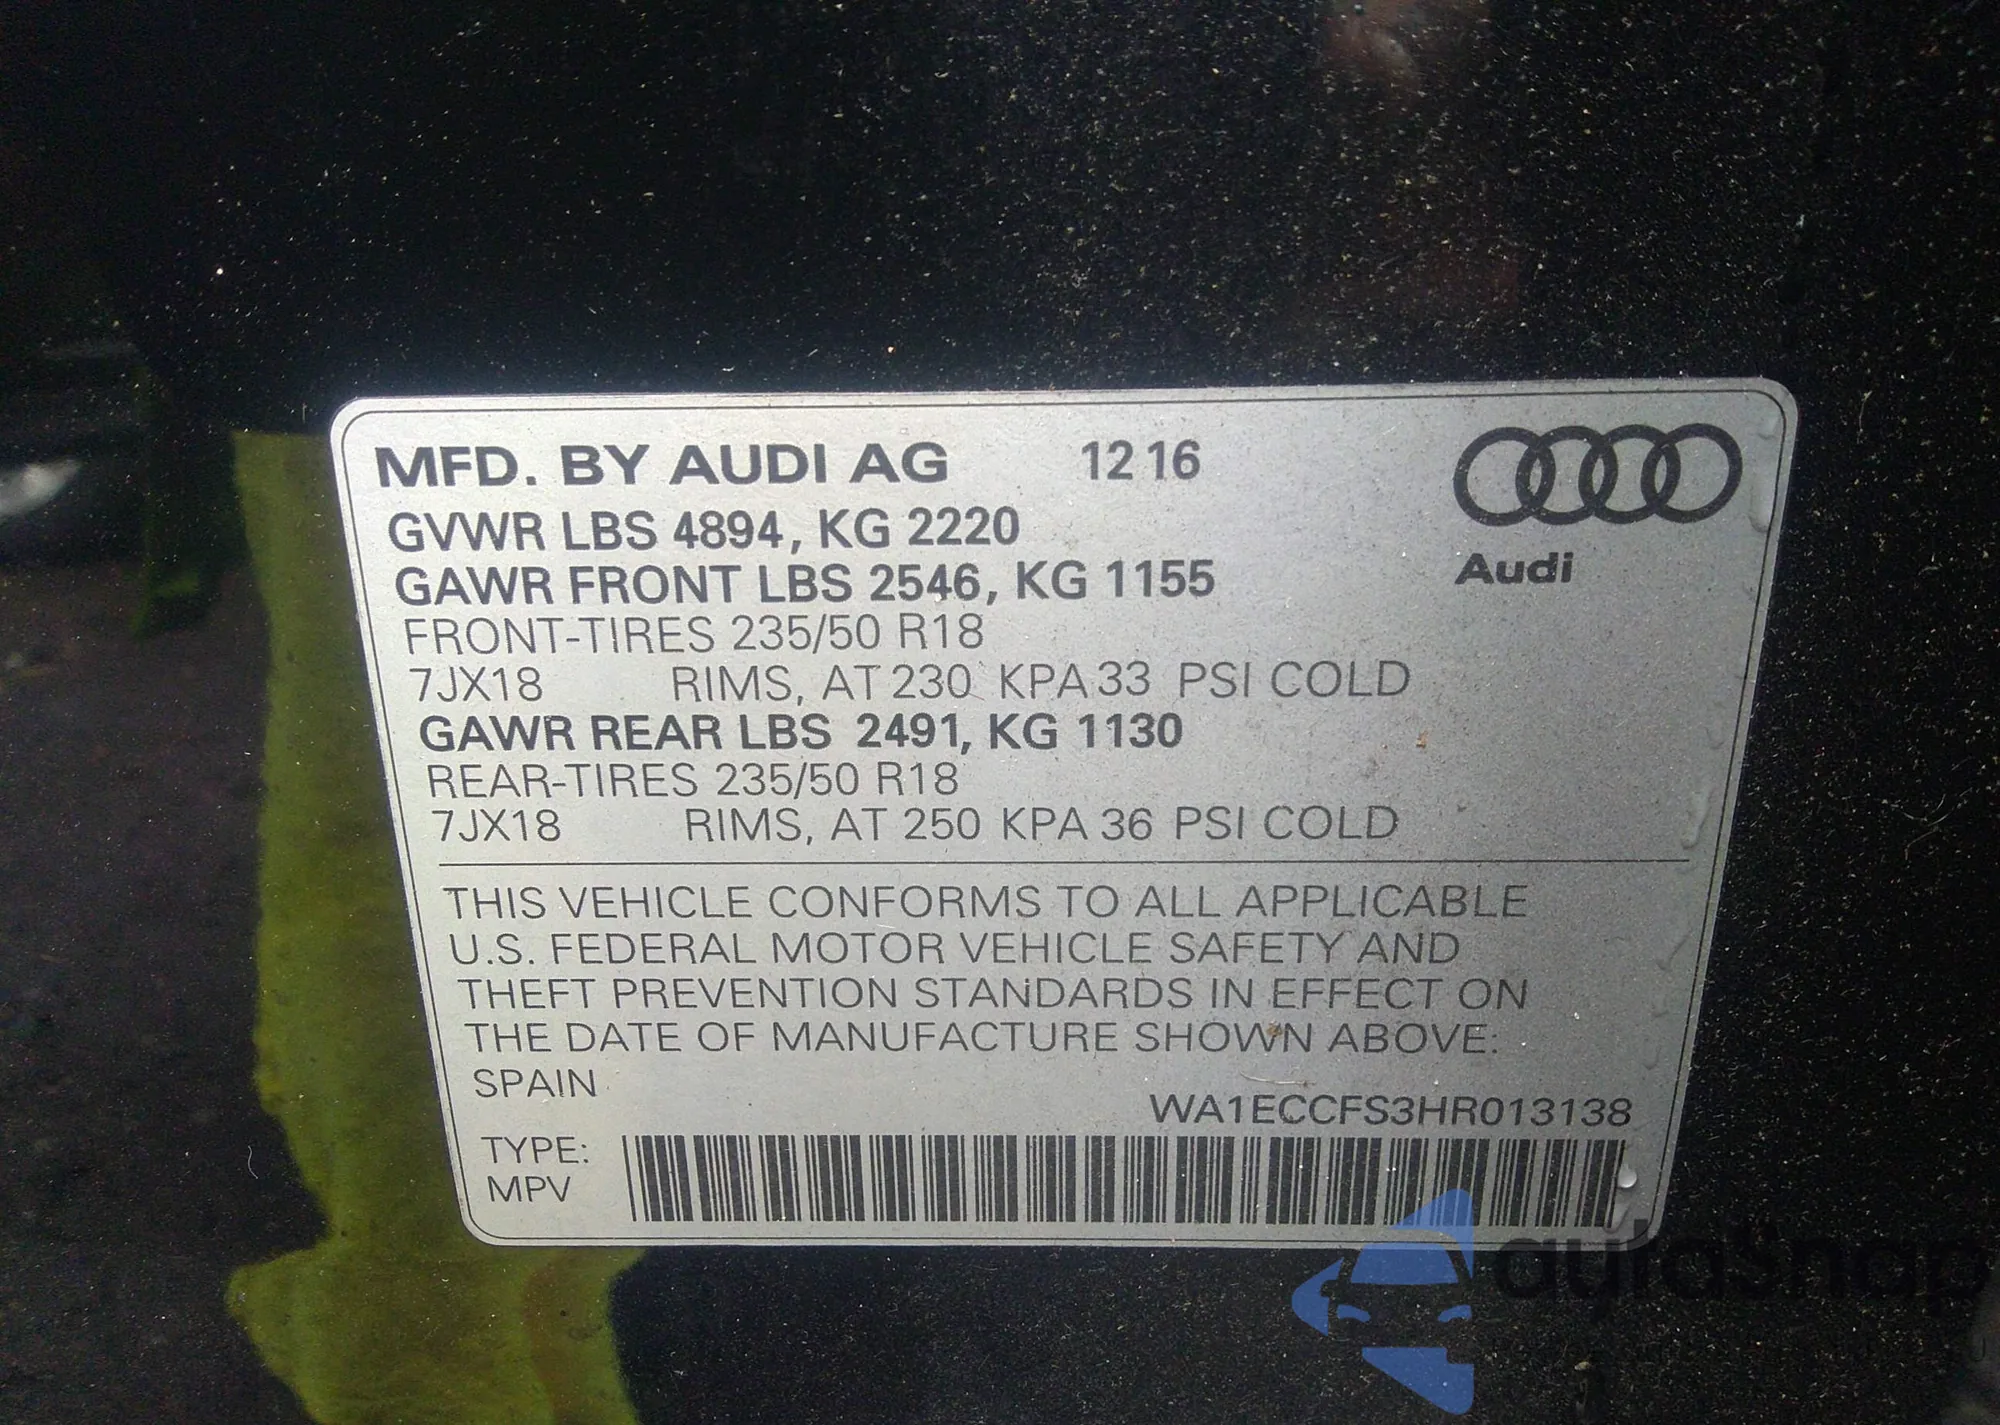 MFD. BY AUDI AG 12 16
GVWR LBS 4894, KG 2220
GAWR FRONT LBS 2546, KG 1155
FRONT-TIRES 235/50 R18
7JX18 RIMS, AT 230 KPA 33 PSI COLD
GAWR REAR LBS 2491, KG 1130
REAR-TIRES 235/50 R18
7JX18 RIMS, AT 250 KPA 36 PSI COLD
Audi
THIS VEHICLE CONFORMS TO ALL APPLICABLE
U.S. FEDERAL MOTOR VEHICLE SAFETY AND
THEFT PREVENTION STANDARDS IN EFFECT ON
THE DATE OF MANUFACTURE SHOWN ABOVE:
SPAIN
WA1ECCFS3HR013138
TYPE:
MPV